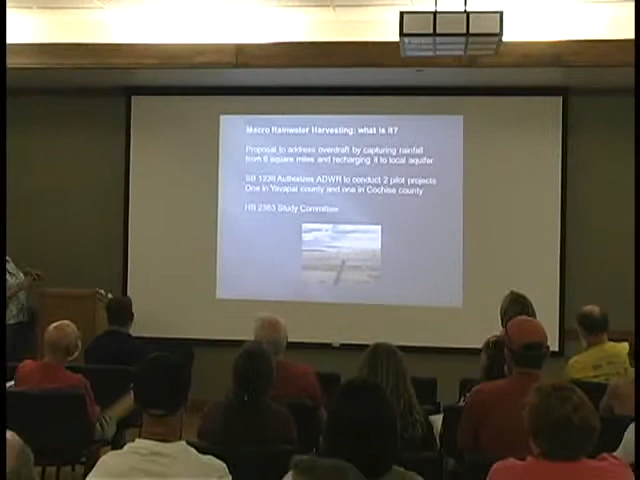 Macro Rainwater Harvesting: what is it?
Proposal to address overdraft by capturing rainfall
from 6 square miles and recharging it to local aquifer
SB 1236 Authorizes ADWR to conduct 2 pilot projects
One in Yavapai county and one in Cochise county
HB 2363 Study Committee